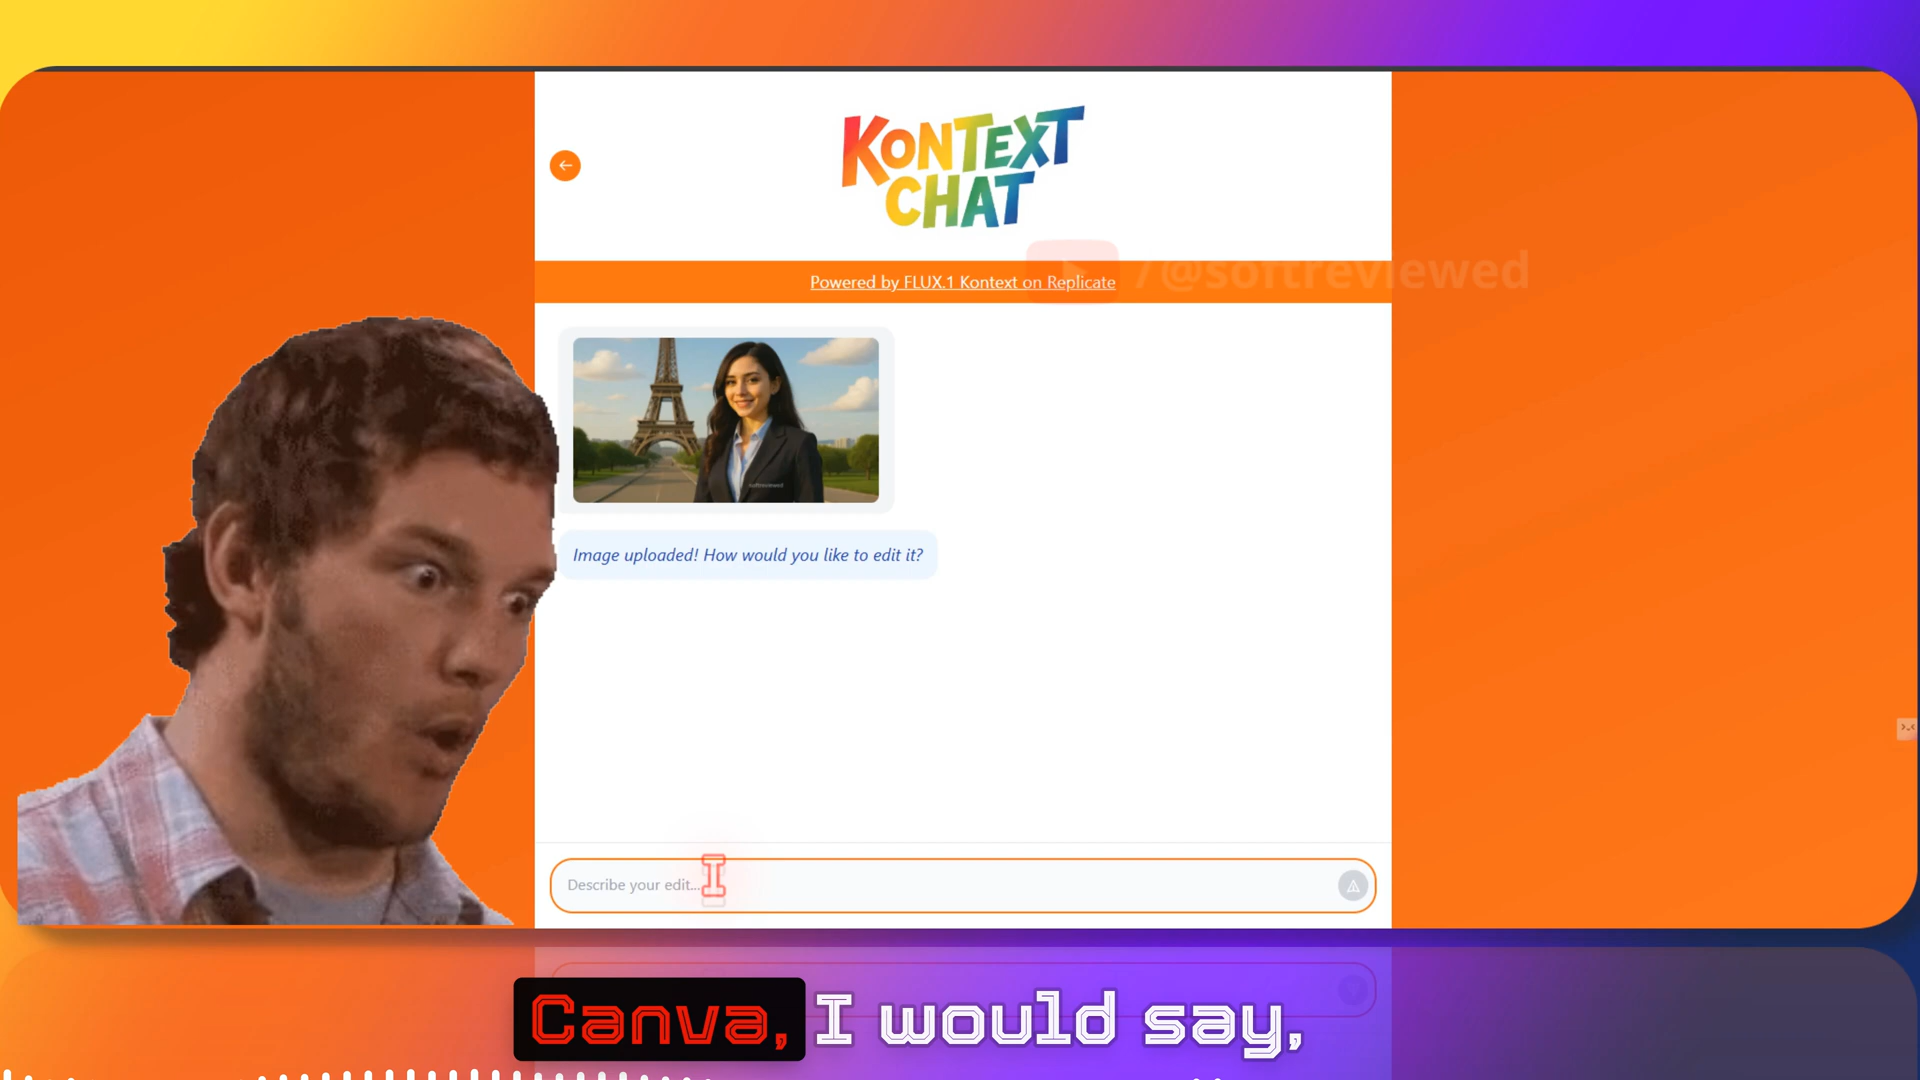 KONTEXT
CHAT
/@softreviewed
Powered by FLUX.1 Kontext on Replicate
softreviewed
Image uploaded! How would you like to edit it?
Describe your edit...
Canva, I would say,